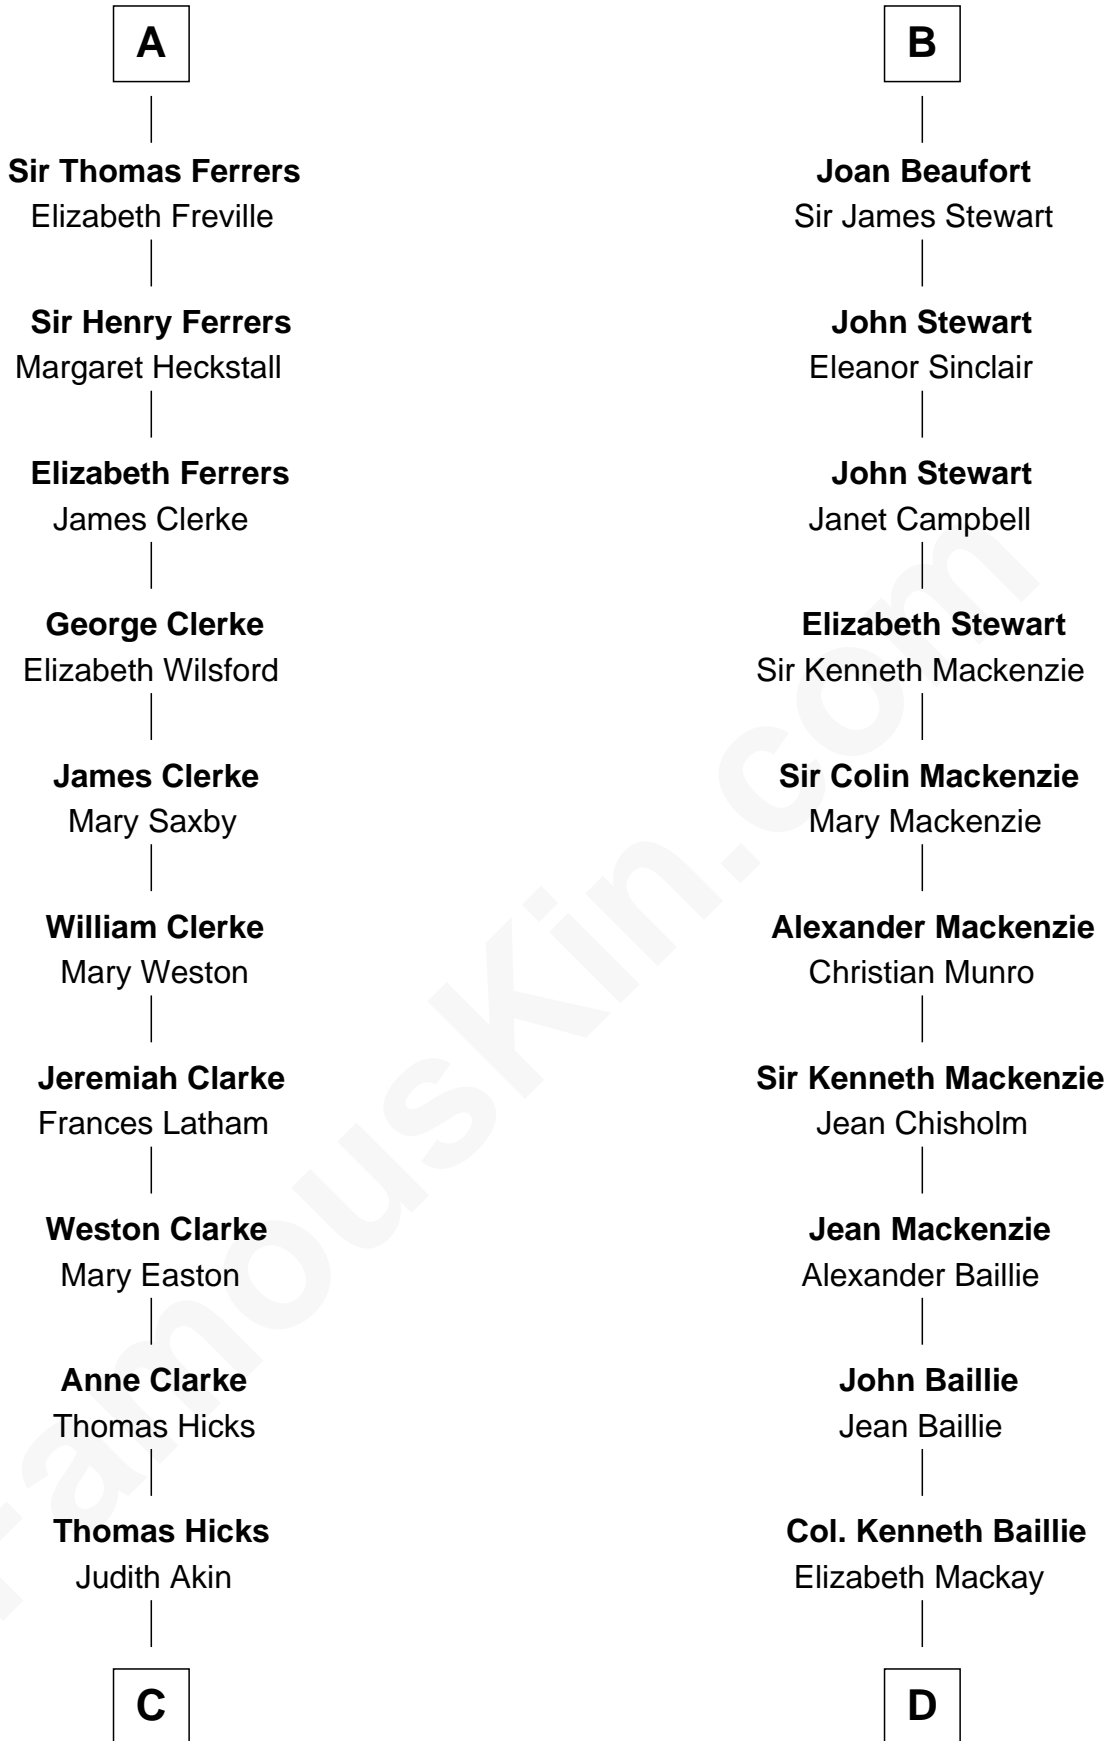 A
Sir Thomas Ferrers
Elizabeth Freville
Sir Henry Ferrers
Margaret Heckstall
Elizabeth Ferrers
James Clerke
George Clerke
Elizabeth Wilsford
James Clerke
Mary Saxby
William Clerke
Mary Weston
Jeremiah Clarke
Frances Latham
Weston Clarke
Mary Easton
Anne Clarke
Thomas Hicks
Thomas Hicks
Judith Akin
C
B
Joan Beaufort
Sir James Stewart
John Stewart
Eleanor Sinclair
John Stewart
Janet Campbell
Elizabeth Stewart
Sir Kenneth Mackenzie
Sir Colin Mackenzie
Mary Mackenzie
Alexander Mackenzie
Christian Munro
Sir Kenneth Mackenzie
Jean Chisholm
Jean Mackenzie
Alexander Baillie
John Baillie
Jean Baillie
Col. Kenneth Baillie
Elizabeth Mackay
D
FamousKin.com